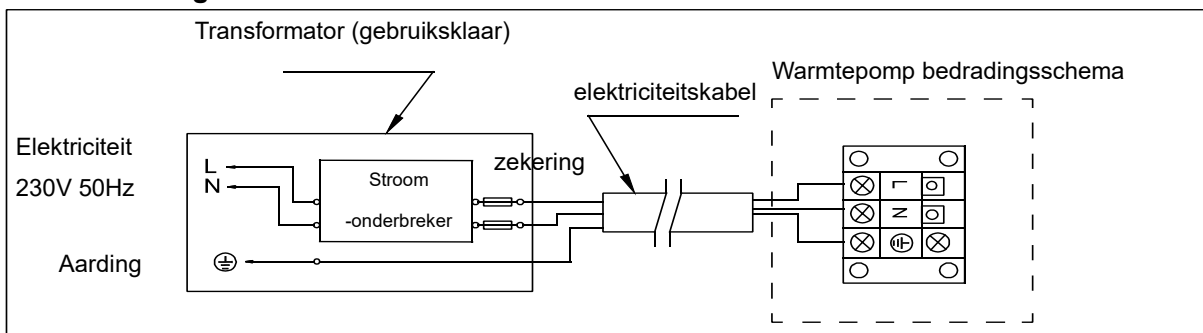 Transformator (gebruiksklaar)
Warmtepomp bedradingsschema
elektriciteitskabel
Elektriciteit
230V 50Hz
L
N
Stroom
-onderbreker
zekering
L
N
Aarding